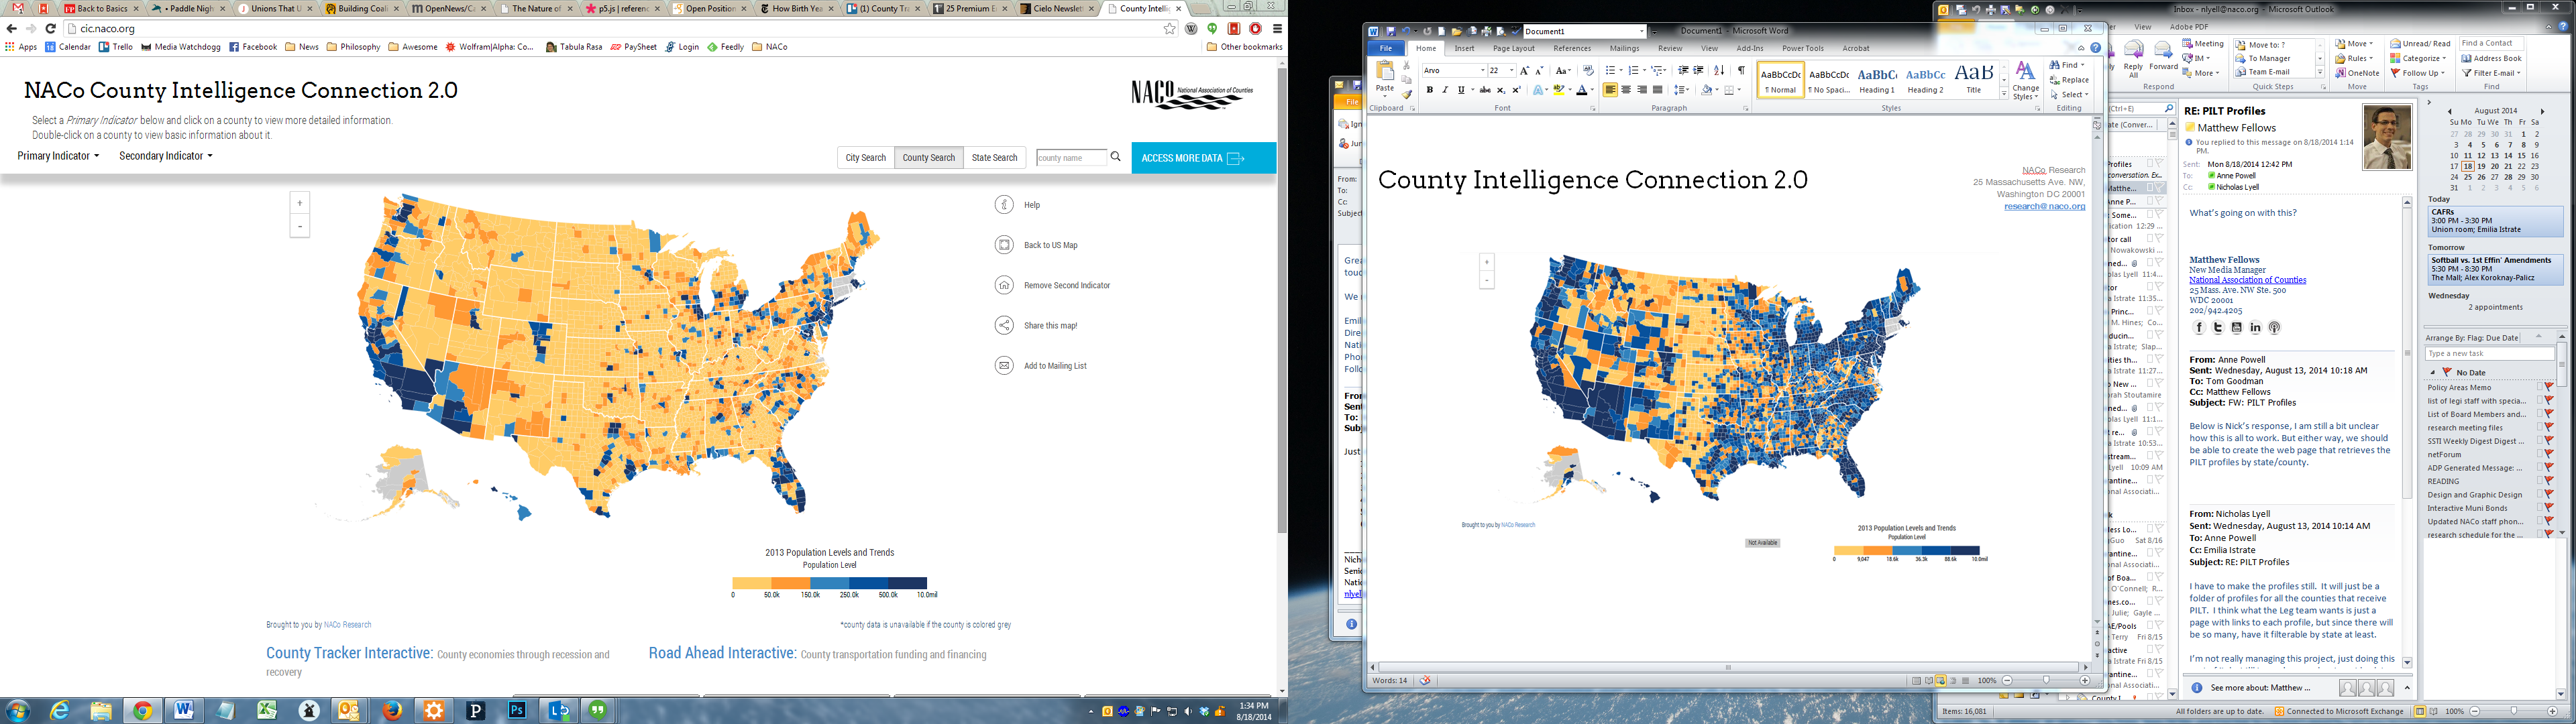 Back to Basics
Paddle Nigh
Unions That U
Building Coali
OpenNews/Ca
The Nature of
p5.js | referenc
Open Position
How Birth Yea
(1) County Tra
25 Premium E
Cielo Newslett
County Intelli
cic.naco.org
Apps
Calendar
Trello
Media Watchdogg
Facebook
News
Philosophy
Awesome
Wolfram|Alpha: Co...
Tabula Rasa
PaySheet
Login
Feedly
NACo
Other bookmarks
NACo County Intelligence Connection 2.0
NACO National Association of Counties
Select a Primary Indicator below and click on a county to view more detailed information.
Double-click on a county to view basic information about it.
Primary Indicator
Secondary Indicator
City Search
County Search
State Search
county name
ACCESS MORE DATA
+
-
Help
Back to US Map
Remove Second Indicator
Share this map!
Add to Mailing List
2013 Population Levels and Trends
Population Level
0 50.0k 150.0k 250.0k 500.0k 10.0mil
Brought to you by NACo Research
*county data is unavailable if the county is colored grey
County Tracker Interactive: County economies through recession and
recovery
Road Ahead Interactive: County transportation funding and financing
1:34 PM
8/18/2014
Document1
Document1 - Microsoft Word
File
Home
Insert
Page Layout
References
Mailings
Review
View
Add-Ins
Power Tools
Acrobat
Paste
Clipboard
Arvo
22
Font
Paragraph
AaBbCcDc
¶ Normal
AaBbCcDc
¶ No Spaci...
AaBbCc
Heading 1
AaBbCc
Heading 2
AaB
Title
Change
Styles
Styles
Find
Replace
Select
Editing
County Intelligence Connection 2.0
NACo Research
25 Massachusetts Ave. NW,
Washington DC 20001
research@naco.org
+
-
Brought to you by NACo Research
Not Available
2013 Population Levels and Trends
Population Level
0 9,047 18.6k 36.3k 88.6k 10.0mil
Words: 14
100%
File
From:
To:
Cc:
Subject
Inbox - nlyell@naco.org - Microsoft Outlook
View
Adobe PDF
Reply
All
Forward
Meeting
IM
More
Respond
Move to: ?
To Manager
Team E-mail
Quick Steps
Move
Rules
OneNote
Move
Unread/ Read
Categorize
Follow Up
Tags
Find a Contact
Address Book
Filter E-mail
Find
RE: PILT Profiles
Matthew Fellows
You replied to this message on 8/18/2014 1:14
PM.
Sent: Mon 8/18/2014 12:42 PM
To: Anne Powell
Cc: Nicholas Lyell
What's going on with this?
Matthew Fellows
New Media Manager
National Association of Counties
25 Mass. Ave. NW Ste. 500
WDC 20001
202/942.4205
From: Anne Powell
Sent: Wednesday, August 13, 2014 10:18 AM
To: Tom Goodman
Cc: Matthew Fellows
Subject: FW: PILT Profiles
Below is Nick's response, I am still a bit unclear
how this is all to work. But either way, we should
be able to create the web page that retrieves the
PILT profiles by state/county.
From: Nicholas Lyell
Sent: Wednesday, August 13, 2014 10:14 AM
To: Anne Powell
Cc: Emilia Istrate
Subject: RE: PILT Profiles
I have to make the profiles still. It will just be a
folder of profiles for all the counties that receive
PILT. I think what the Leg team wants is just a
page with links to each profile, but since there will
be so many, have it filterable by state at least.
I'm not really managing this project, just doing this
See more about: Matthew ...
August 2014
Su Mo Tu We Th Fr Sa
27 28 29 30 31 1 2
3 4 5 6 7 8 9
10 11 12 13 14 15 16
17 18 19 20 21 22 23
24 25 26 27 28 29 30
31 1 2 3 4 5 6
Today
CAFRs
3:00 PM - 3:30 PM
Union room; Emilia Istrate
Tomorrow
Softball vs. 1st Effin' Amendments
5:30 PM - 8:30 PM
The Mall; Alex Koroknay-Palicz
Wednesday
2 appointments
Arrange By: Flag: Due Date
Type a new task
No Date
Policy Areas Memo
list of legi staff with specia...
List of Board Members and...
research meeting files
SSTI Weekly Digest Digest ...
netForum
ADP Generated Message: ...
READING
Design and Graphic Design
Interactive Muni Bonds
Updated NACo staff phon...
research schedule for the ...
Items: 16,081
All folders are up to date.
Connected to Microsoft Exchange
100%